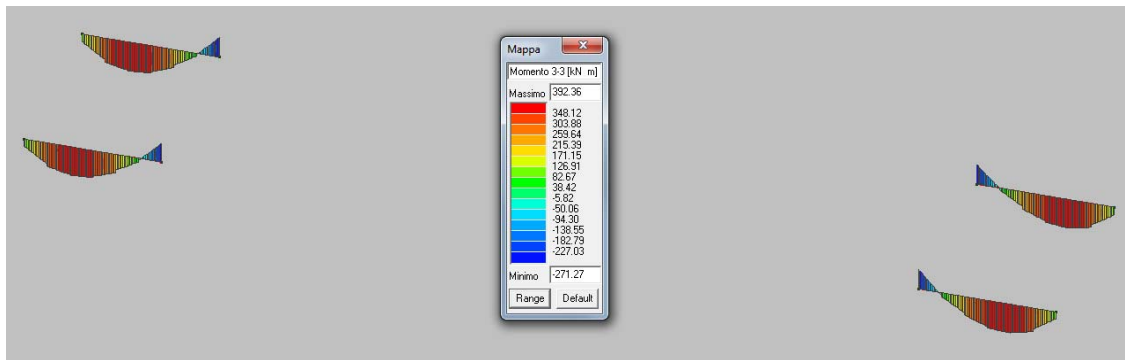 Mappa
Momento 3-3 [kN m]
Massimo 392.36
348.12
303.88
259.64
215.39
171.15
126.91
82.67
38.42
-5.82
-50.06
-94.30
-138.55
-182.79
-227.03
Minimo -271.27
Range Default